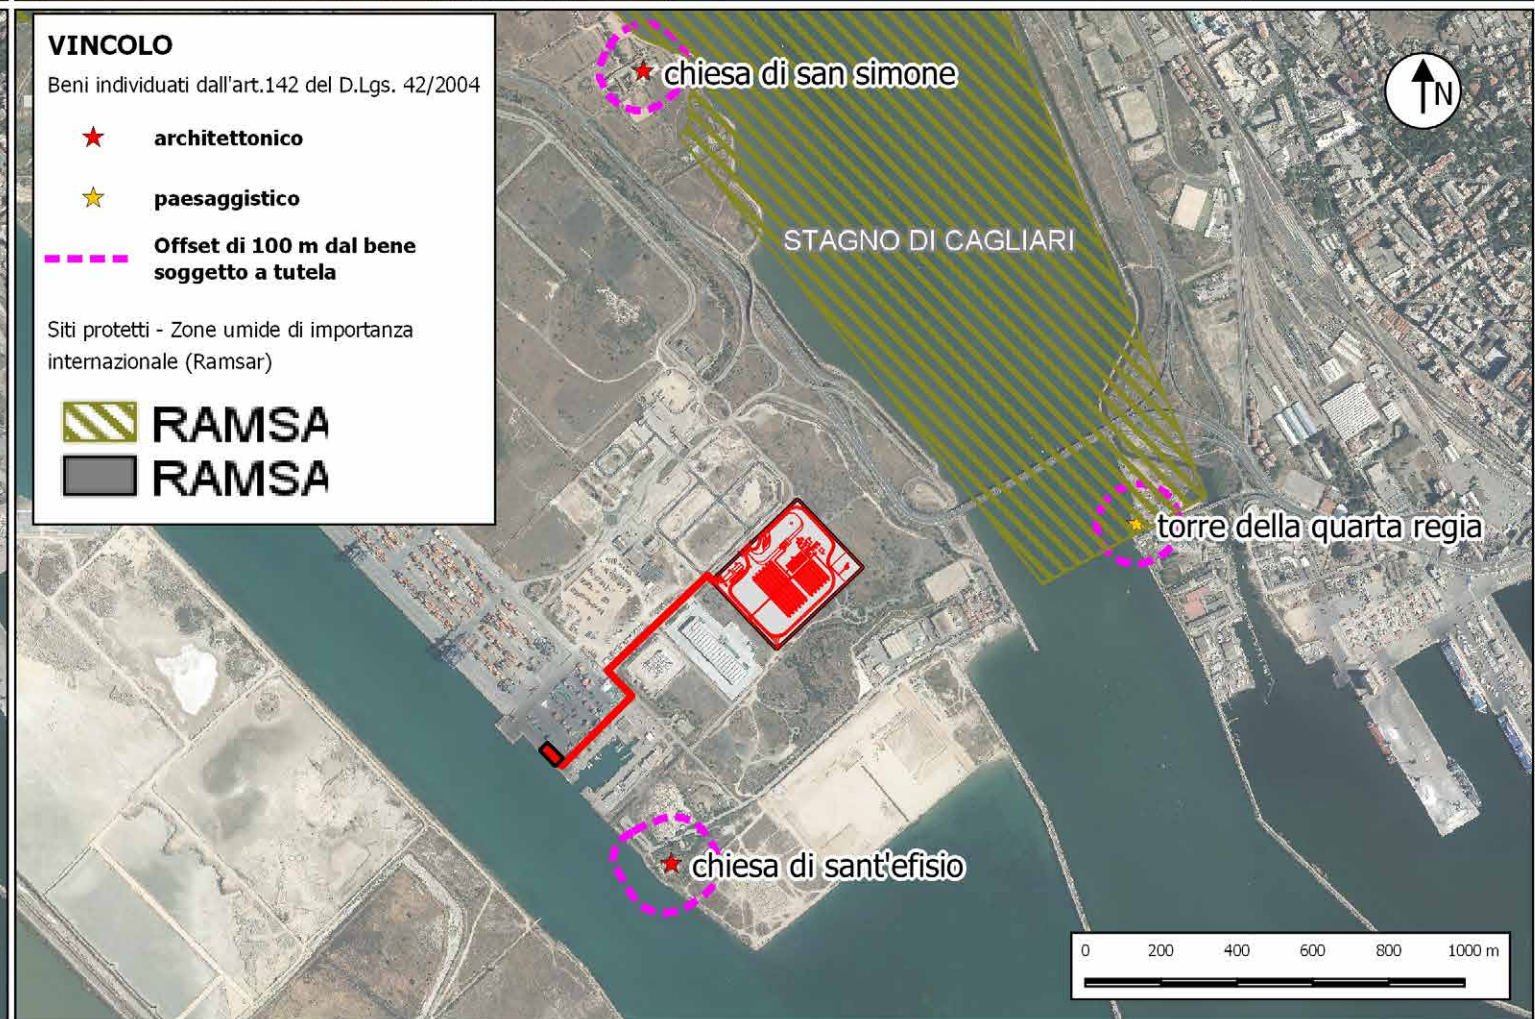 VINCOLO
Beni individuati dall'art.142 del D.Lgs. 42/2004
architettonico
paesaggistico
Offset di 100 m dal bene
soggetto a tutela
Siti protetti - Zone umide di importanza
internazionale (Ramsar)
RAMSA
RAMSA
chiesa di san simone
N
STAGNO DI CAGLIARI
torre della quarta regia
chiesa di sant'efisio
0 200 400 600 800 1000 m